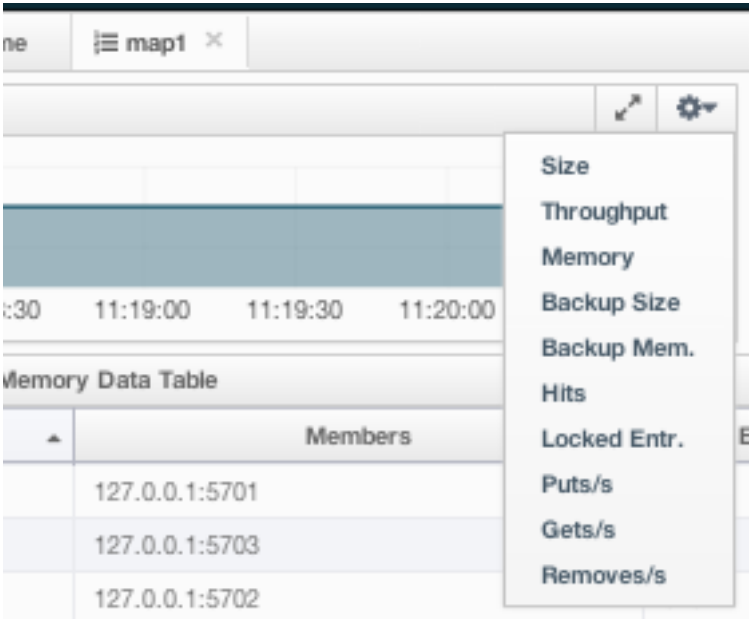 me
map1
Size
Throughput
Memory
Backup Size
Backup Mem.
Hits
Locked Entr.
Puts/s
Gets/s
Removes/s
:30 11:19:00 11:19:30 11:20:00
Memory Data Table
Members
127.0.0.1:5701
127.0.0.1:5703
127.0.0.1:5702